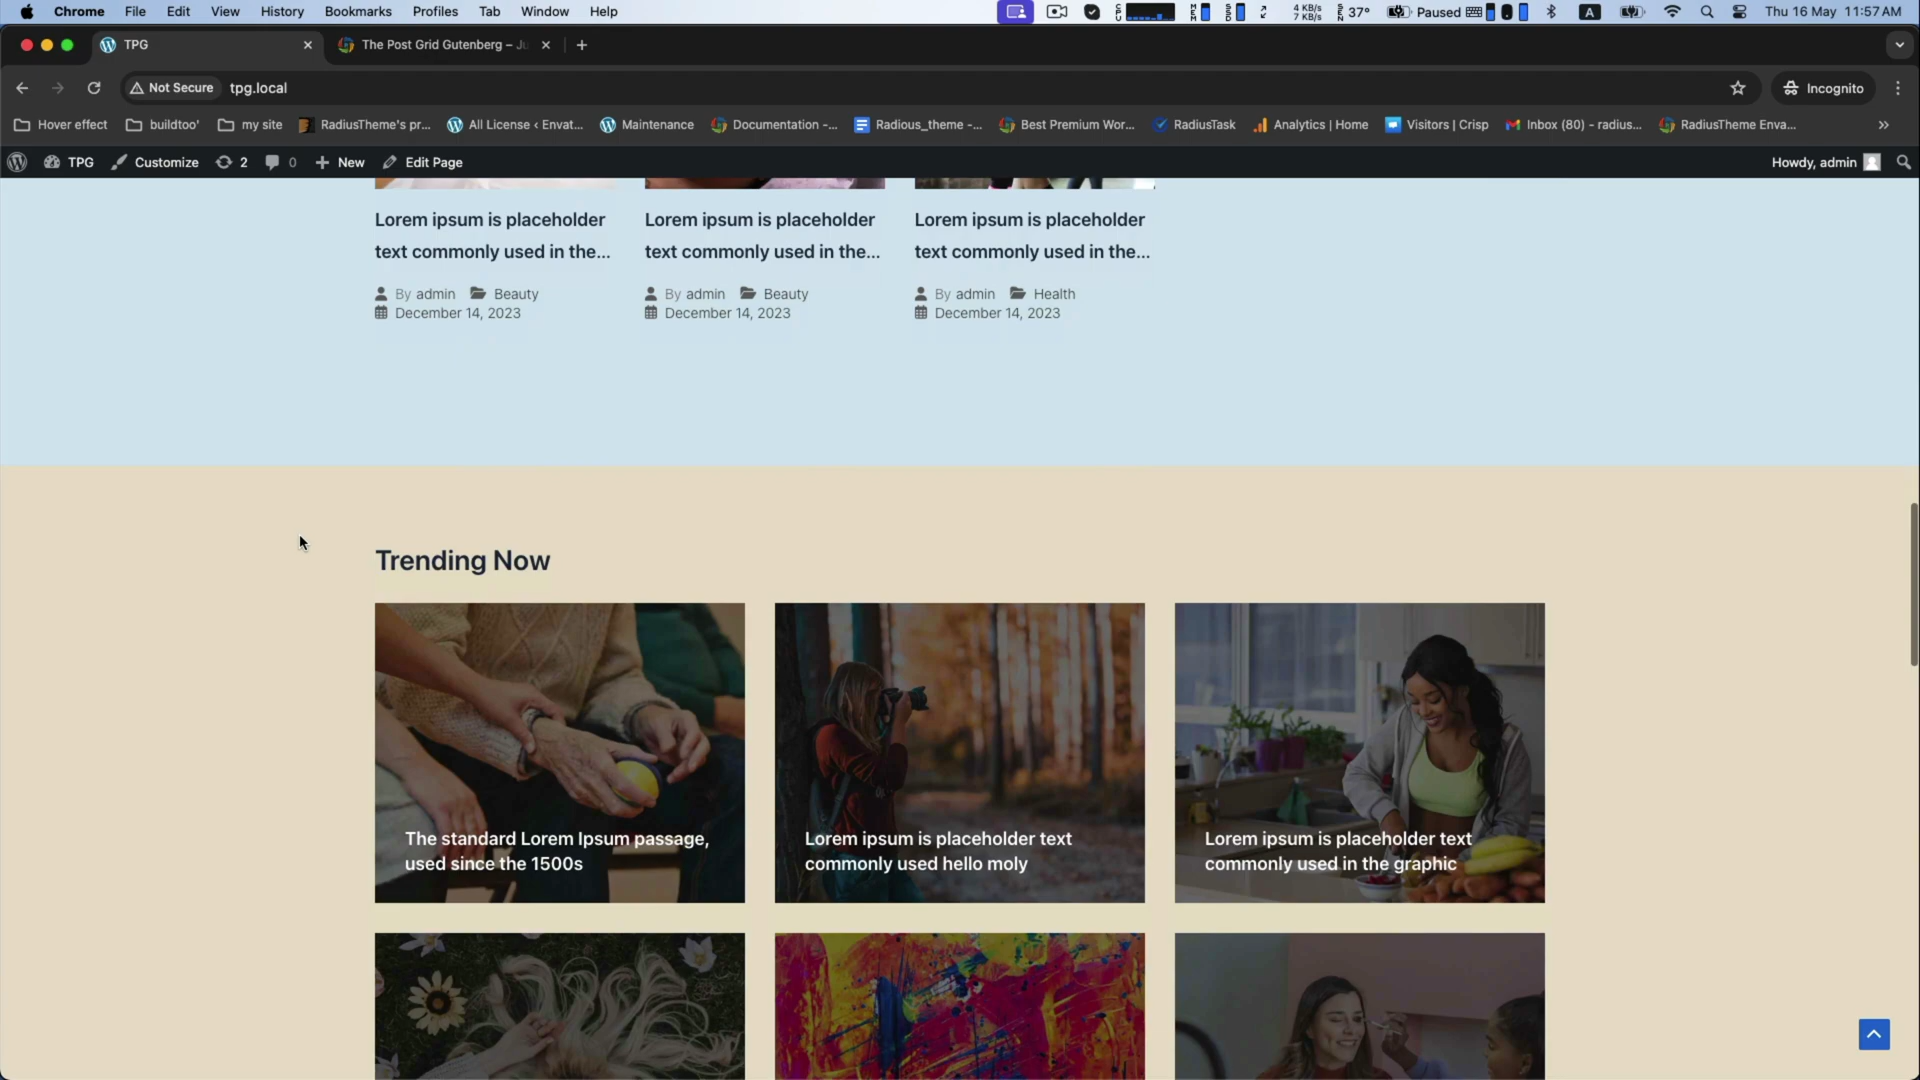 Chrome File Edit View History Bookmarks Profiles Tab Window Help
4 KB/s
7 KB/s
37° Paused A Thu 16 May 11:57 AM
TPG
The Post Grid Gutenberg –
Not Secure tpg.local
Incognito
Hover effect buildtoo' my site RadiusTheme's pr... All License ‹ Envat... Maintenance Documentation -... Radious_theme -... Best Premium Wor... RadiusTask Analytics | Home Visitors | Crisp Inbox (80) - radius... RadiusTheme Enva... »
TPG Customize 2 0 New Edit Page Howdy, admin
Lorem ipsum is placeholder
text commonly used in the...
By admin Beauty
December 14, 2023
Lorem ipsum is placeholder
text commonly used in the...
By admin Beauty
December 14, 2023
Lorem ipsum is placeholder
text commonly used in the...
By admin Health
December 14, 2023
Trending Now
The standard Lorem Ipsum passage,
used since the 1500s
Lorem ipsum is placeholder text
commonly used hello moly
Lorem ipsum is placeholder text
commonly used in the graphic